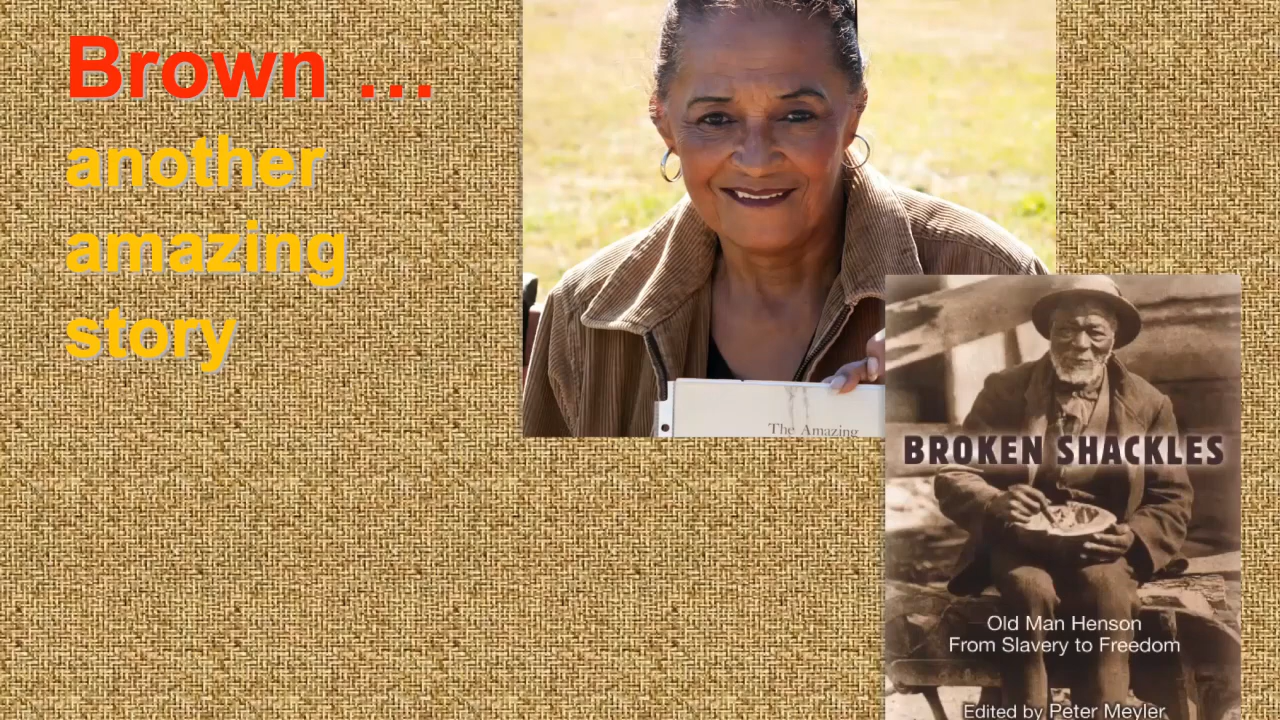 Brown …
another
amazing
story
The Amazing
BROKEN SHACKLES
Old Man Henson
From Slavery to Freedom
Edited by Peter Meyler